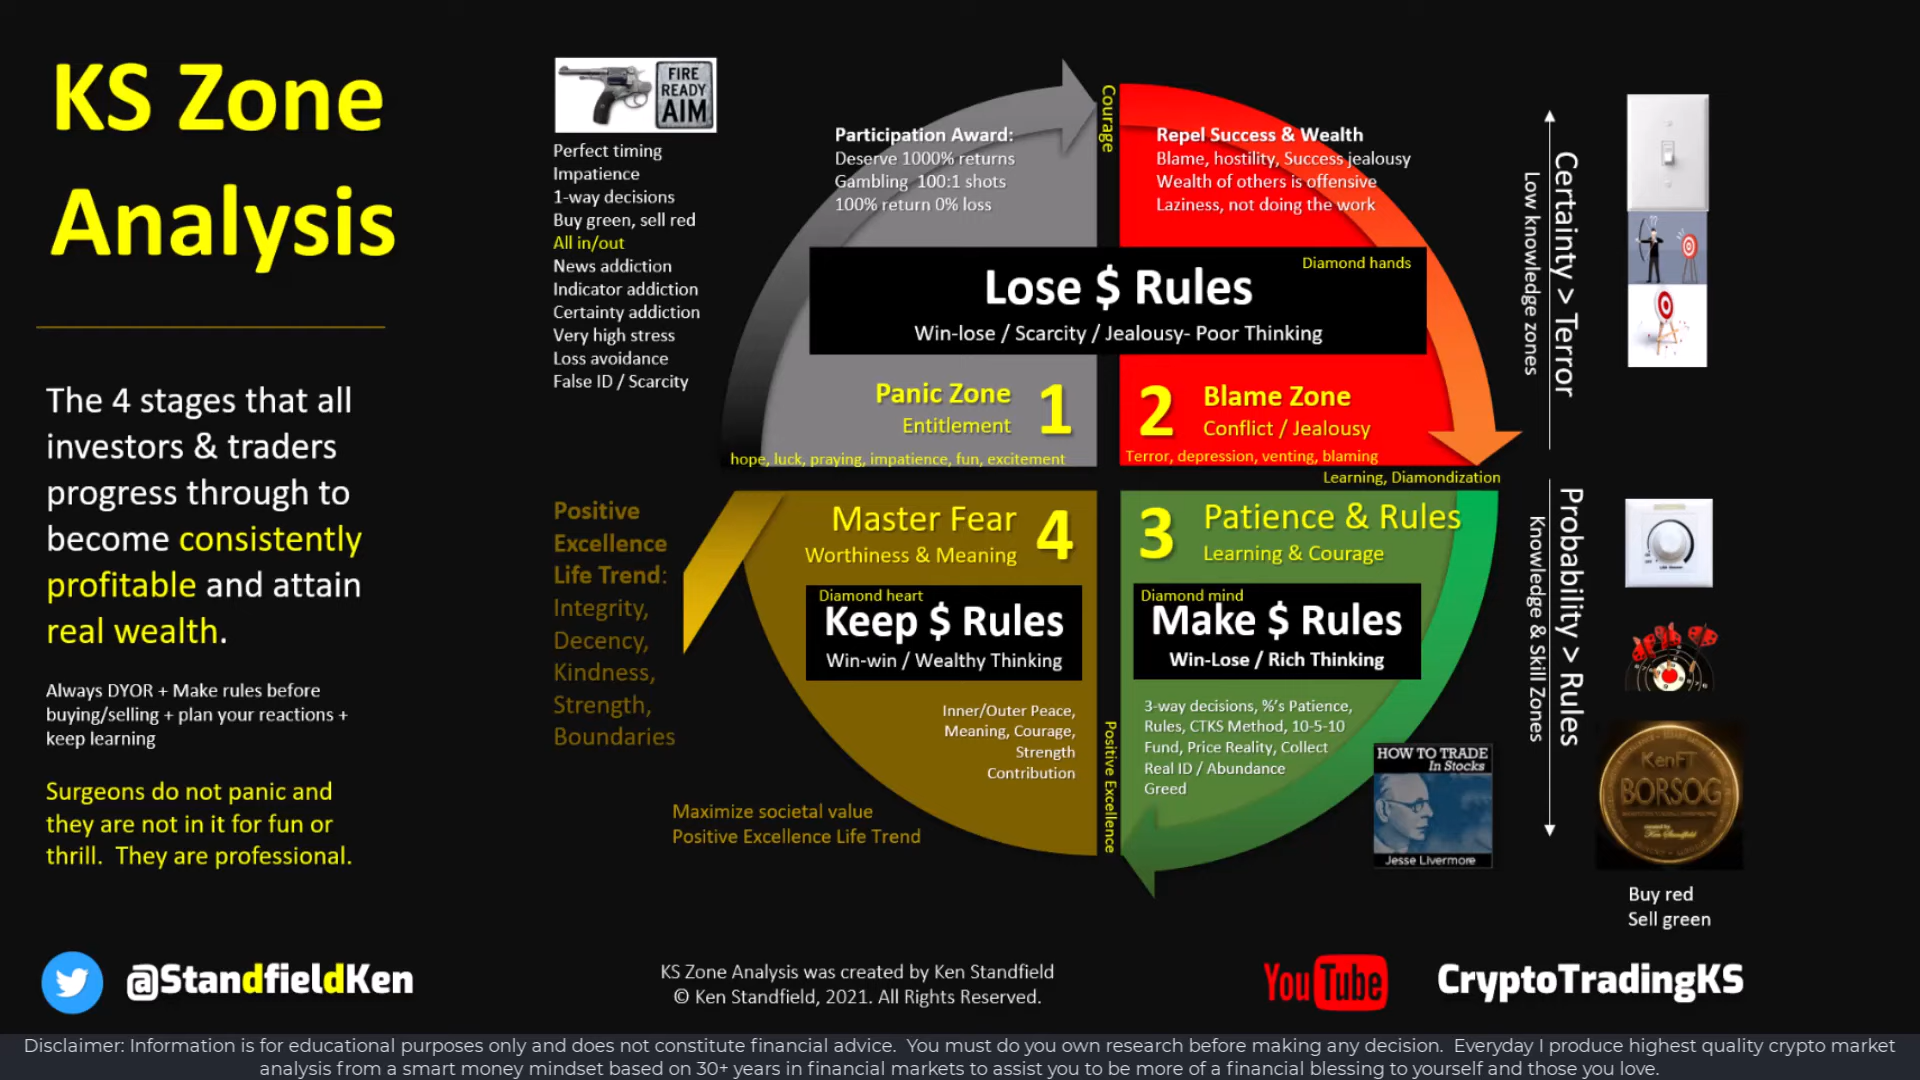 KS Zone
Analysis
The 4 stages that all
investors & traders
progress through to
become consistently
profitable and attain
real wealth.
Always DYOR + Make rules before
buying/selling + plan your reactions +
keep learning
Surgeons do not panic and
they are not in it for fun or
thrill.  They are professional.
FIRE
READY
AIM
Perfect timing
Impatience
1-way decisions
Buy green, sell red
All in/out
News addiction
Indicator addiction
Certainty addiction
Very high stress
Loss avoidance
False ID / Scarcity
Participation Award:
Deserve 1000% returns
Gambling  100:1 shots
100% return 0% loss
Courage
Repel Success & Wealth
Blame, hostility, Success jealousy
Wealth of others is offensive
Laziness, not doing the work
Diamond hands
Lose $ Rules
Win-lose / Scarcity / Jealousy- Poor Thinking
Panic Zone
Entitlement
1
hope, luck, praying, impatience, fun, excitement
2
Blame Zone
Conflict / Jealousy
Terror, depression, venting, blaming
Learning, Diamondization
Positive
Excellence
Life Trend:
Integrity,
Decency,
Kindness,
Strength,
Boundaries
Master Fear
Worthiness & Meaning
4
Diamond heart
Keep $ Rules
Win-win / Wealthy Thinking
Inner/Outer Peace,
Meaning, Courage,
Strength
Contribution
Positive Excellence
3
Patience & Rules
Learning & Courage
Diamond mind
Make $ Rules
Win-Lose / Rich Thinking
3-way decisions, %'s Patience,
Rules, CTKS Method, 10-5-10
Fund, Price Reality, Collect
Real ID / Abundance
Greed
Maximize societal value
Positive Excellence Life Trend
HOW TO TRADE
In Stocks
Jesse Livermore
Low knowledge zones
Certainty > Terror
Knowledge & Skill Zones
Probability > Rules
KenFT
BORSOG
Buy red
Sell green
@StandfieldKen
KS Zone Analysis was created by Ken Standfield
© Ken Standfield, 2021. All Rights Reserved.
YouTube
CryptoTradingKS
Disclaimer: Information is for educational purposes only and does not constitute financial advice.  You must do you own research before making any decision.  Everyday I produce highest quality crypto market
analysis from a smart money mindset based on 30+ years in financial markets to assist you to be more of a financial blessing to yourself and those you love.